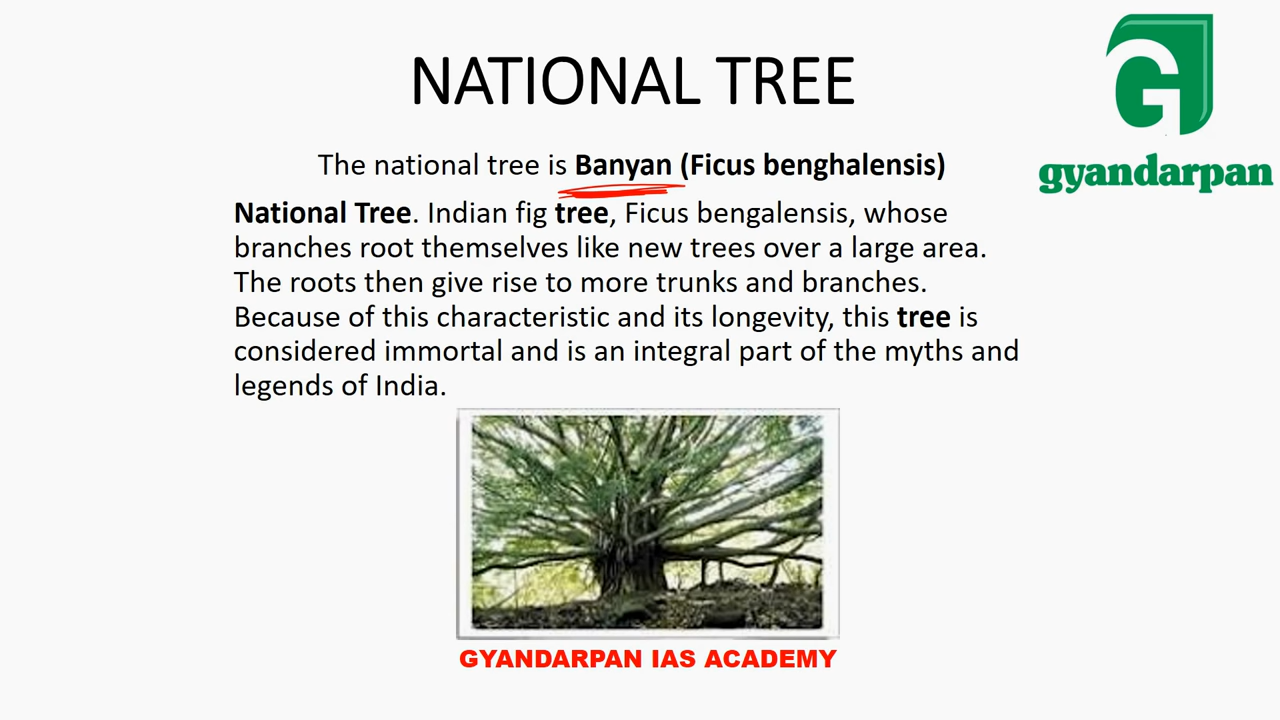 NATIONAL TREE
The national tree is Banyan (Ficus benghalensis)
National Tree. Indian fig tree, Ficus bengalensis, whose
branches root themselves like new trees over a large area.
The roots then give rise to more trunks and branches.
Because of this characteristic and its longevity, this tree is
considered immortal and is an integral part of the myths and
legends of India.
GYANDARPAN IAS ACADEMY
G
gyandarpan